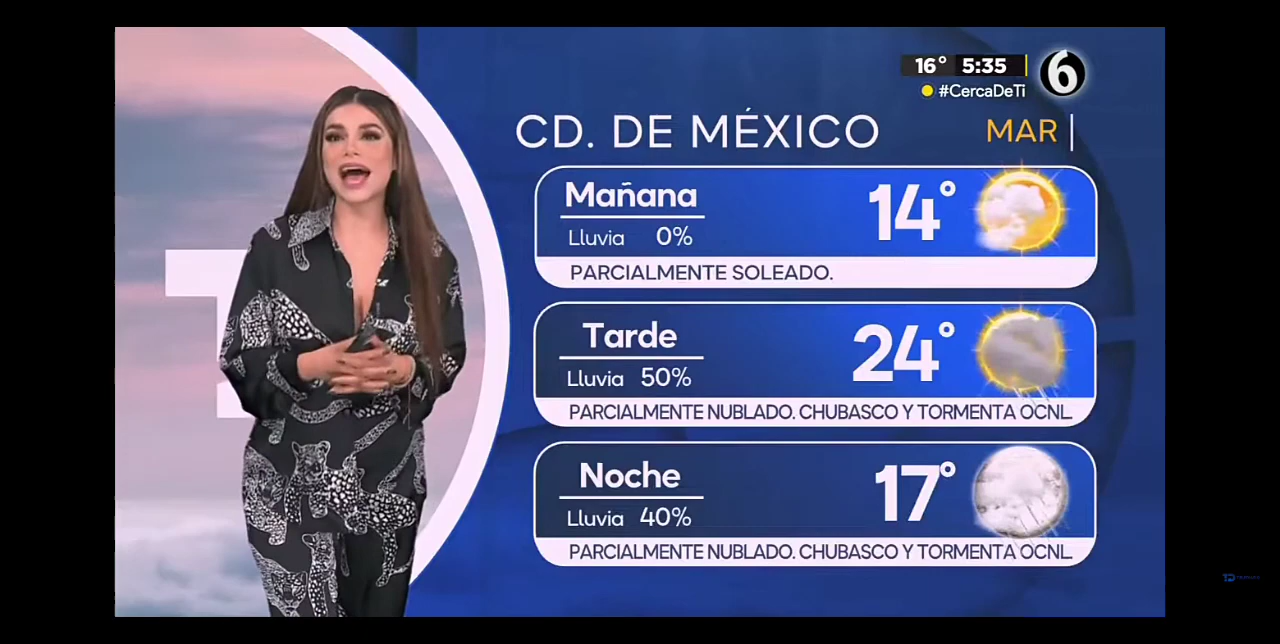 16° 5:35
6
#CercaDeTi
CD. DE MÉXICO MAR
Mañana 14°
Lluvia 0%
PARCIALMENTE SOLEADO.
Tarde 24°
Lluvia 50%
PARCIALMENTE NUBLADO. CHUBASCO Y TORMENTA OCNL.
Noche 17°
Lluvia 40%
PARCIALMENTE NUBLADO. CHUBASCO Y TORMENTA OCNL.